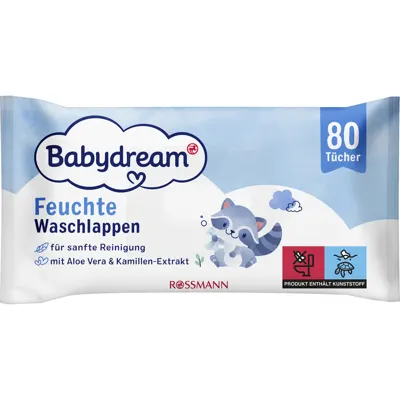 80
Tücher
Babydream
Feuchte
Waschlappen
für sanfte Reinigung
mit Aloe Vera & Kamillen-Extrakt
ROSSMANN
PRODUKT ENTHÄLT KUNSTSTOFF